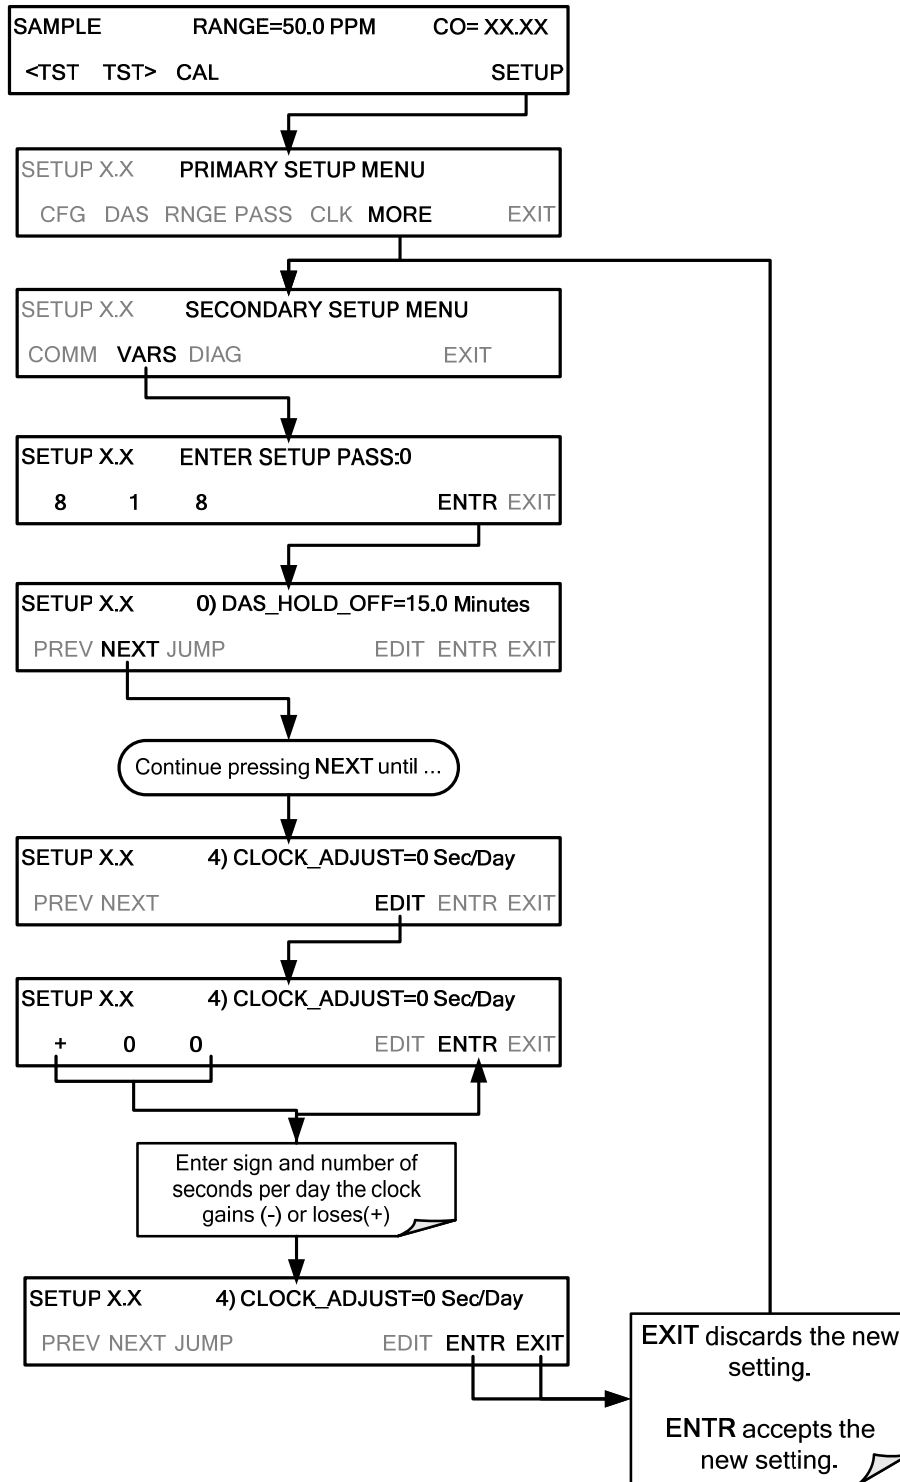 SAMPLE RANGE=50.0 PPM CO= XX.XX
<TST TST> CAL SETUP
SETUP X.X PRIMARY SETUP MENU
CFG DAS RNGE PASS CLK MORE EXIT
SETUP X.X SECONDARY SETUP MENU
COMM VARS DIAG EXIT
SETUP X.X ENTER SETUP PASS:0
8 1 8 ENTR EXIT
SETUP X.X 0) DAS_HOLD_OFF=15.0 Minutes
PREV NEXT JUMP EDIT ENTR EXIT
Continue pressing NEXT until ...
SETUP X.X 4) CLOCK_ADJUST=0 Sec/Day
PREV NEXT EDIT ENTR EXIT
SETUP X.X 4) CLOCK_ADJUST=0 Sec/Day
+ 0 0 EDIT ENTR EXIT
Enter sign and number of
seconds per day the clock
gains (-) or loses(+)
SETUP X.X 4) CLOCK_ADJUST=0 Sec/Day
PREV NEXT JUMP EDIT ENTR EXIT
EXIT discards the new
setting.
ENTR accepts the
new setting.